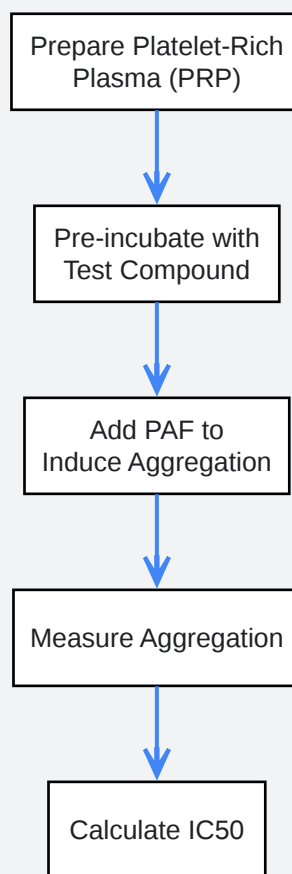 Prepare Platelet-Rich
Plasma (PRP)
Pre-incubate with
Test Compound
Add PAF to
Induce Aggregation
Measure Aggregation
Calculate IC50